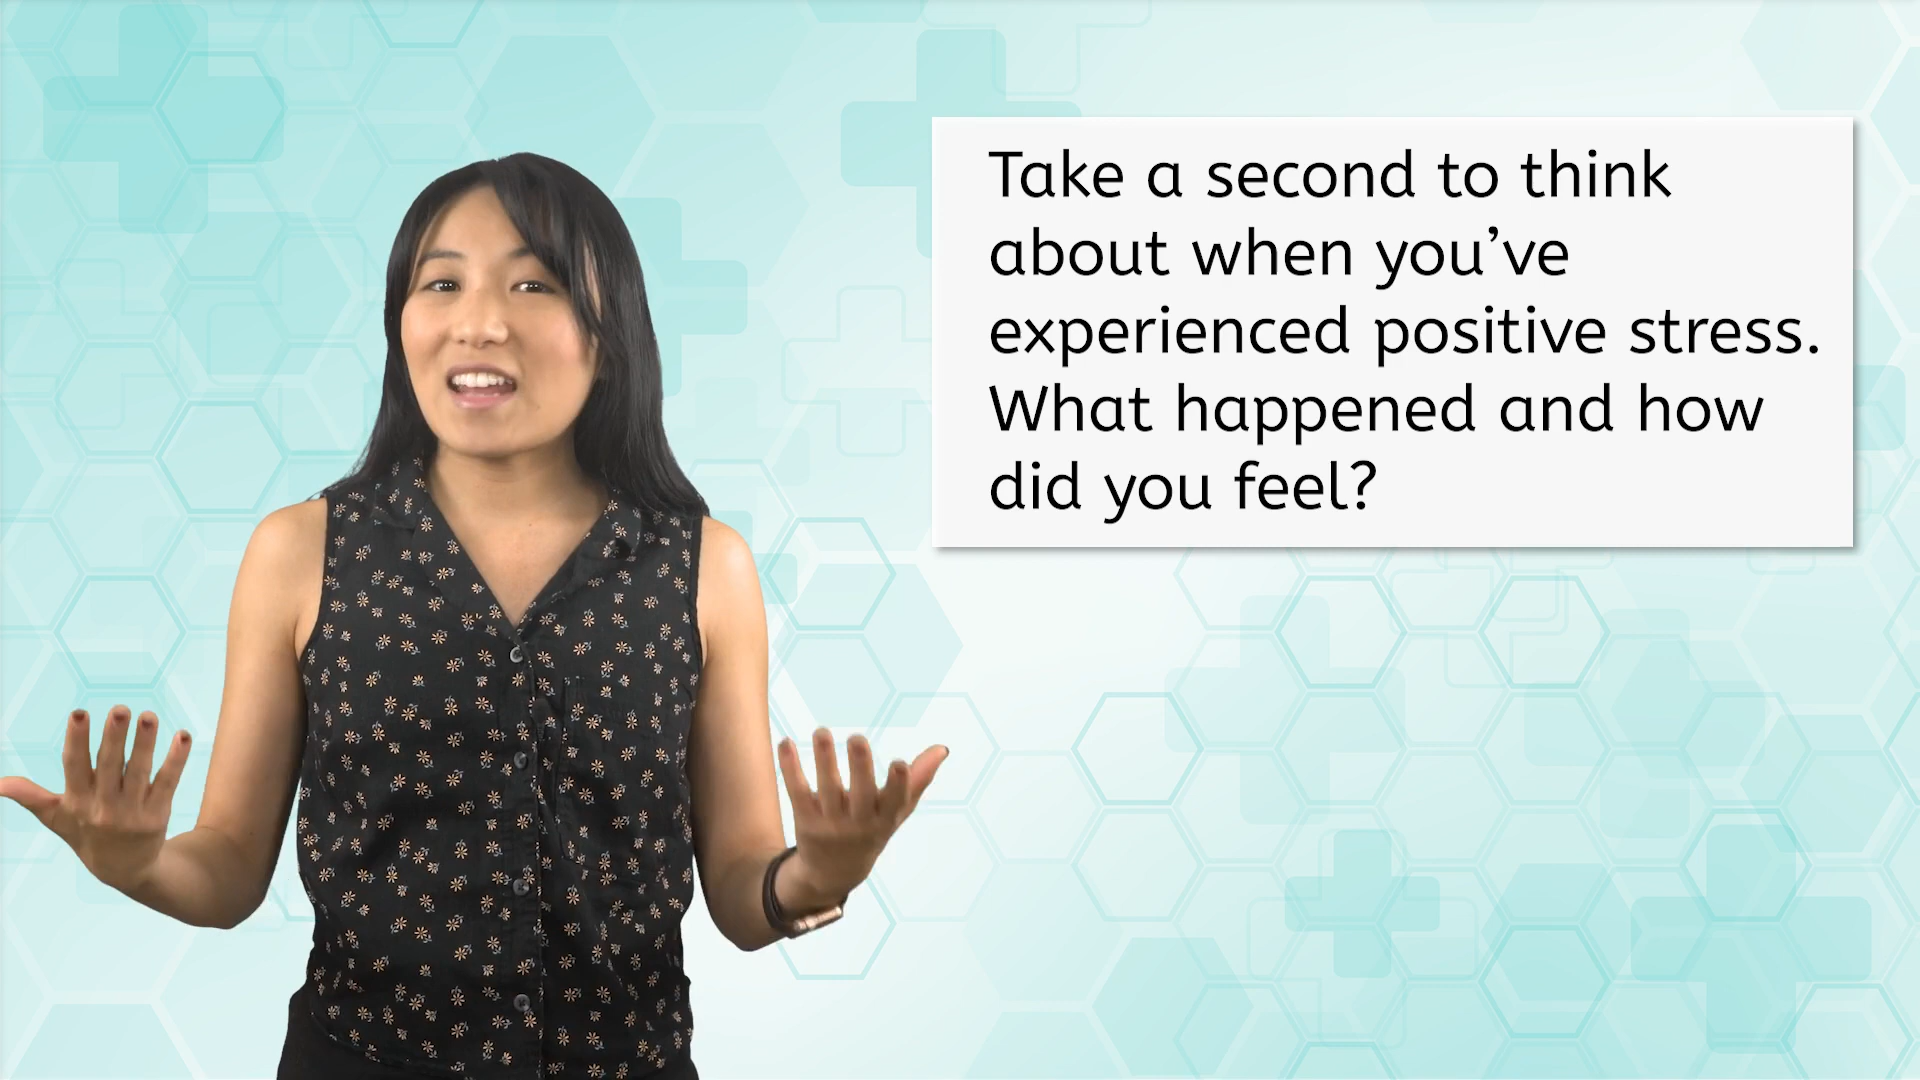 Take a second to think
about when you’ve
experienced positive stress.
What happened and how
did you feel?